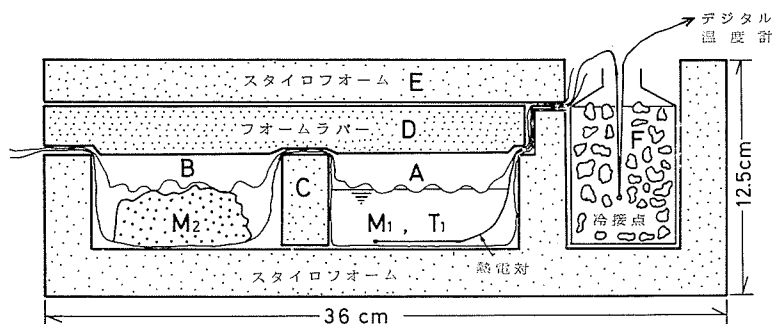 デジタル
温度計
スタイロフォーム E
フォームラバー D
B
A
F
C
M2
M1 , T1
冷接点
熱電対
スタイロフォーム
12.5cm
36 cm